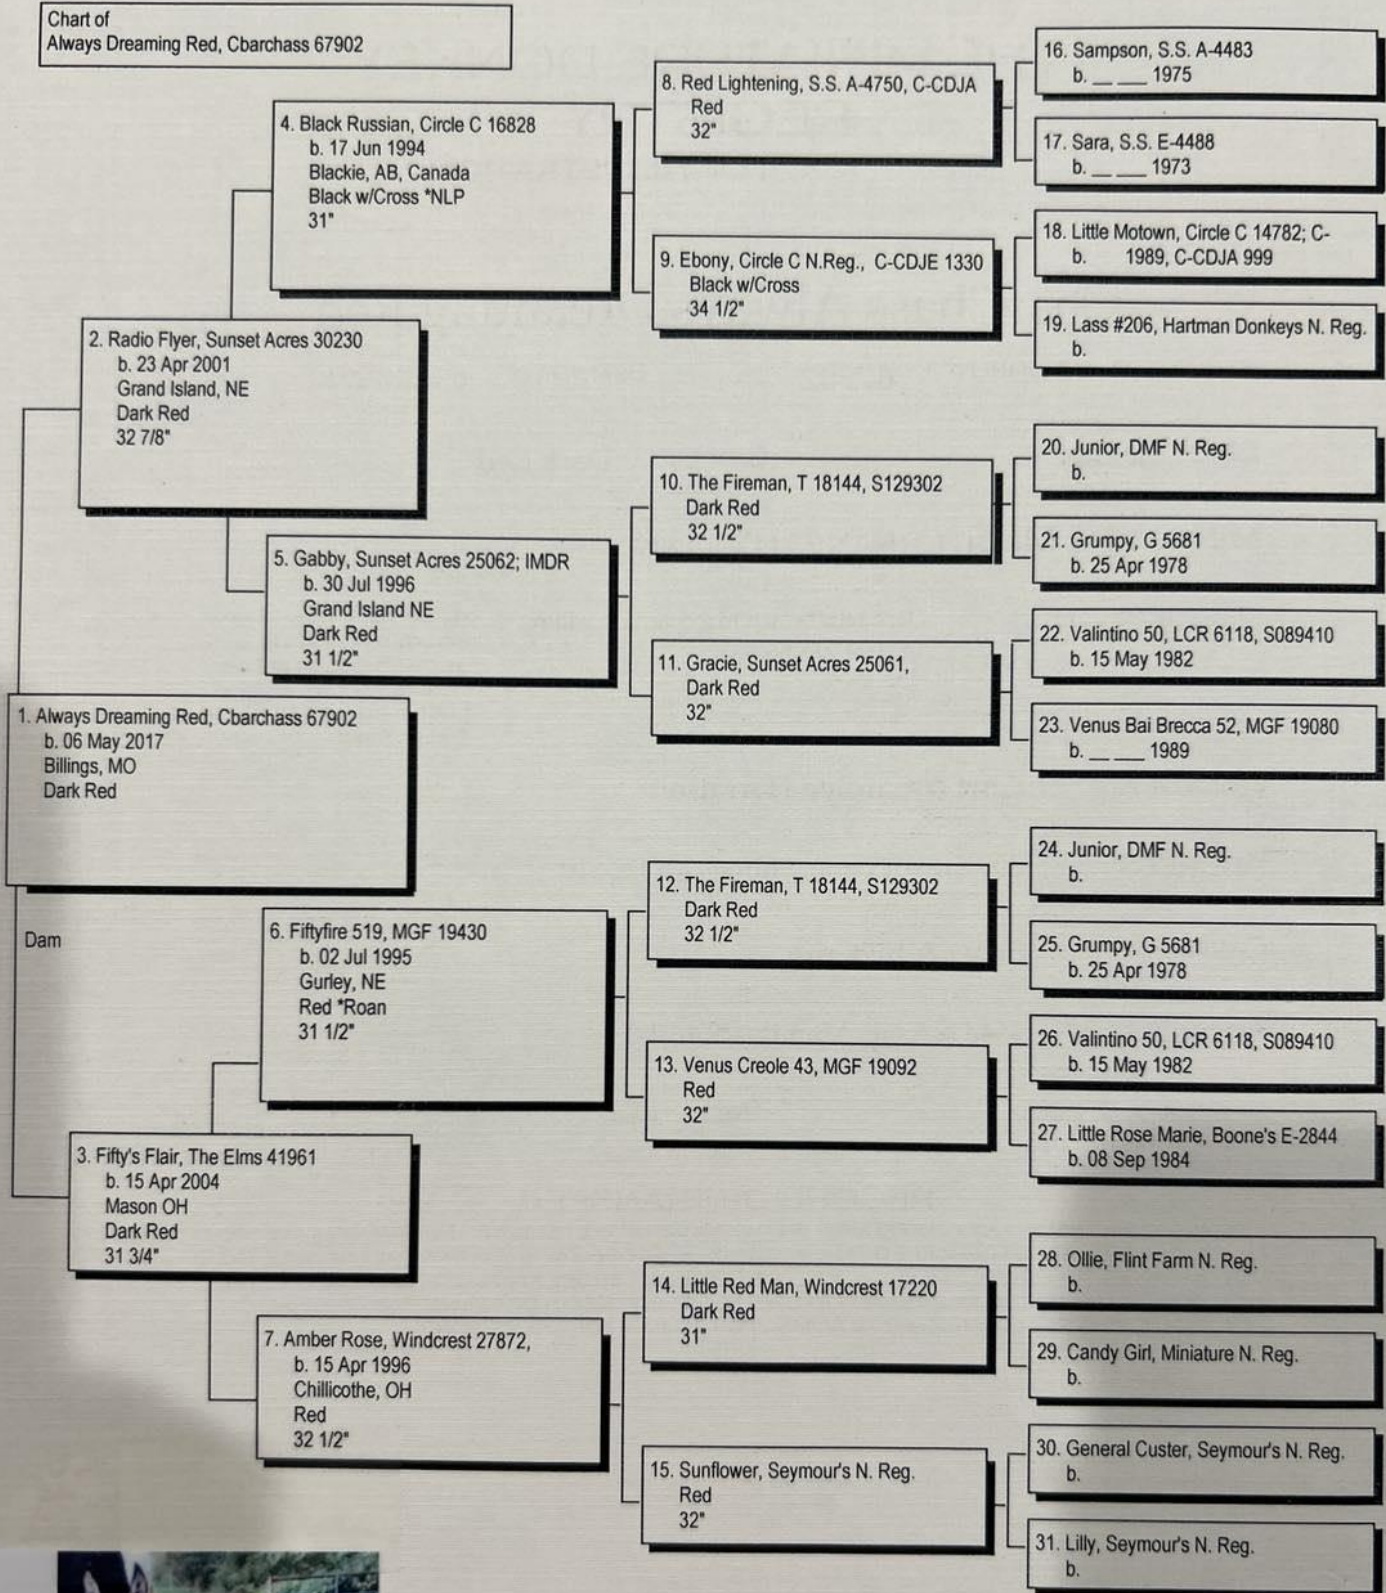 Chart of
Always Dreaming Red, Cbarchass 67902
1. Always Dreaming Red, Cbarchass 67902
b. 06 May 2017
Billings, MO
Dark Red
Dam
2. Radio Flyer, Sunset Acres 30230
b. 23 Apr 2001
Grand Island, NE
Dark Red
32 7/8"
3. Fifty's Flair, The Elms 41961
b. 15 Apr 2004
Mason OH
Dark Red
31 3/4"
4. Black Russian, Circle C 16828
b. 17 Jun 1994
Blackie, AB, Canada
Black w/Cross *NLP
31"
5. Gabby, Sunset Acres 25062; IMDR
b. 30 Jul 1996
Grand Island NE
Dark Red
31 1/2"
6. Fiftyfire 519, MGF 19430
b. 02 Jul 1995
Gurley, NE
Red *Roan
31 1/2"
7. Amber Rose, Windcrest 27872,
b. 15 Apr 1996
Chillicothe, OH
Red
32 1/2"
8. Red Lightening, S.S. A-4750, C-CDJA
Red
32"
9. Ebony, Circle C N.Reg., C-CDJE 1330
Black w/Cross
34 1/2"
10. The Fireman, T 18144, S129302
Dark Red
32 1/2"
11. Gracie, Sunset Acres 25061,
Dark Red
32"
12. The Fireman, T 18144, S129302
Dark Red
32 1/2"
13. Venus Creole 43, MGF 19092
Red
32"
14. Little Red Man, Windcrest 17220
Dark Red
31"
15. Sunflower, Seymour's N. Reg.
Red
32"
16. Sampson, S.S. A-4483
b. __ ___ 1975
17. Sara, S.S. E-4488
b. __ ___ 1973
18. Little Motown, Circle C 14782; C-
b. 1989, C-CDJA 999
19. Lass #206, Hartman Donkeys N. Reg.
b.
20. Junior, DMF N. Reg.
b.
21. Grumpy, G 5681
b. 25 Apr 1978
22. Valintino 50, LCR 6118, S089410
b. 15 May 1982
23. Venus Bai Brecca 52, MGF 19080
b. __ ___ 1989
24. Junior, DMF N. Reg.
b.
25. Grumpy, G 5681
b. 25 Apr 1978
26. Valintino 50, LCR 6118, S089410
b. 15 May 1982
27. Little Rose Marie, Boone's E-2844
b. 08 Sep 1984
28. Ollie, Flint Farm N. Reg.
b.
29. Candy Girl, Miniature N. Reg.
b.
30. General Custer, Seymour's N. Reg.
b.
31. Lilly, Seymour's N. Reg.
b.